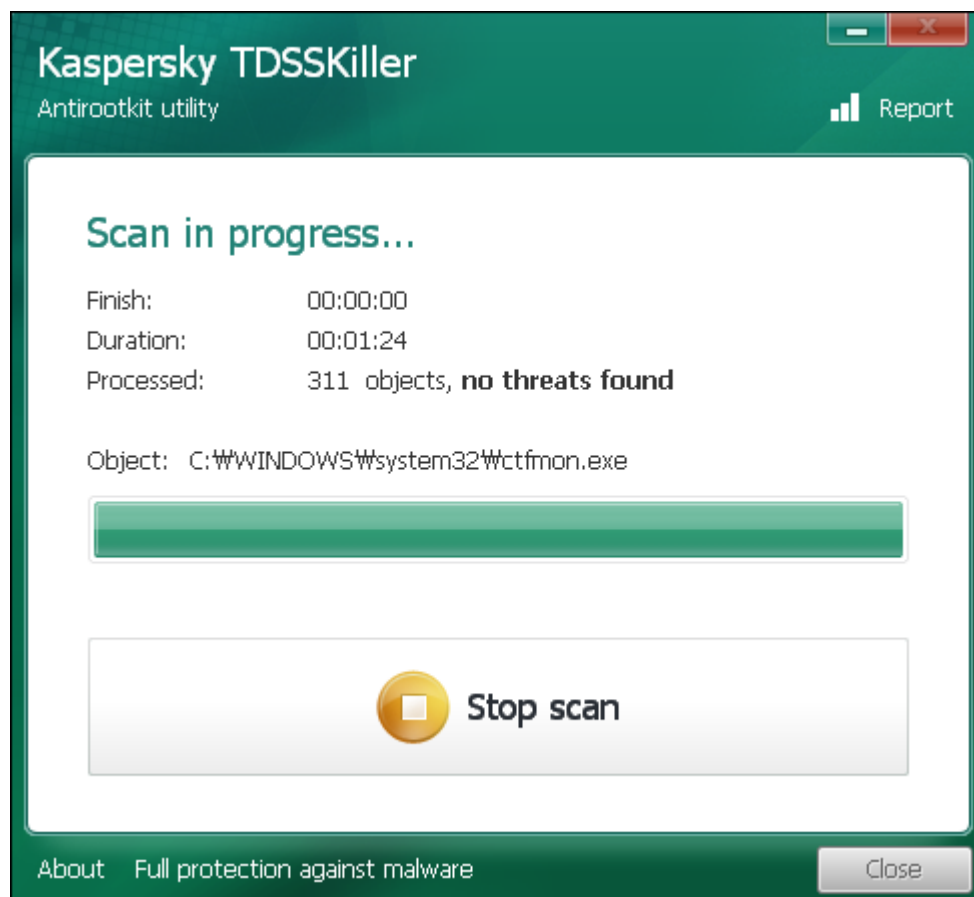 Kaspersky TDSSKiller
Antirootkit utility
Report
Scan in progress...
Finish: 00:00:00
Duration: 00:01:24
Processed: 311 objects, no threats found
Object: C:₩WINDOWS₩system32₩ctfmon.exe
Stop scan
About Full protection against malware Close